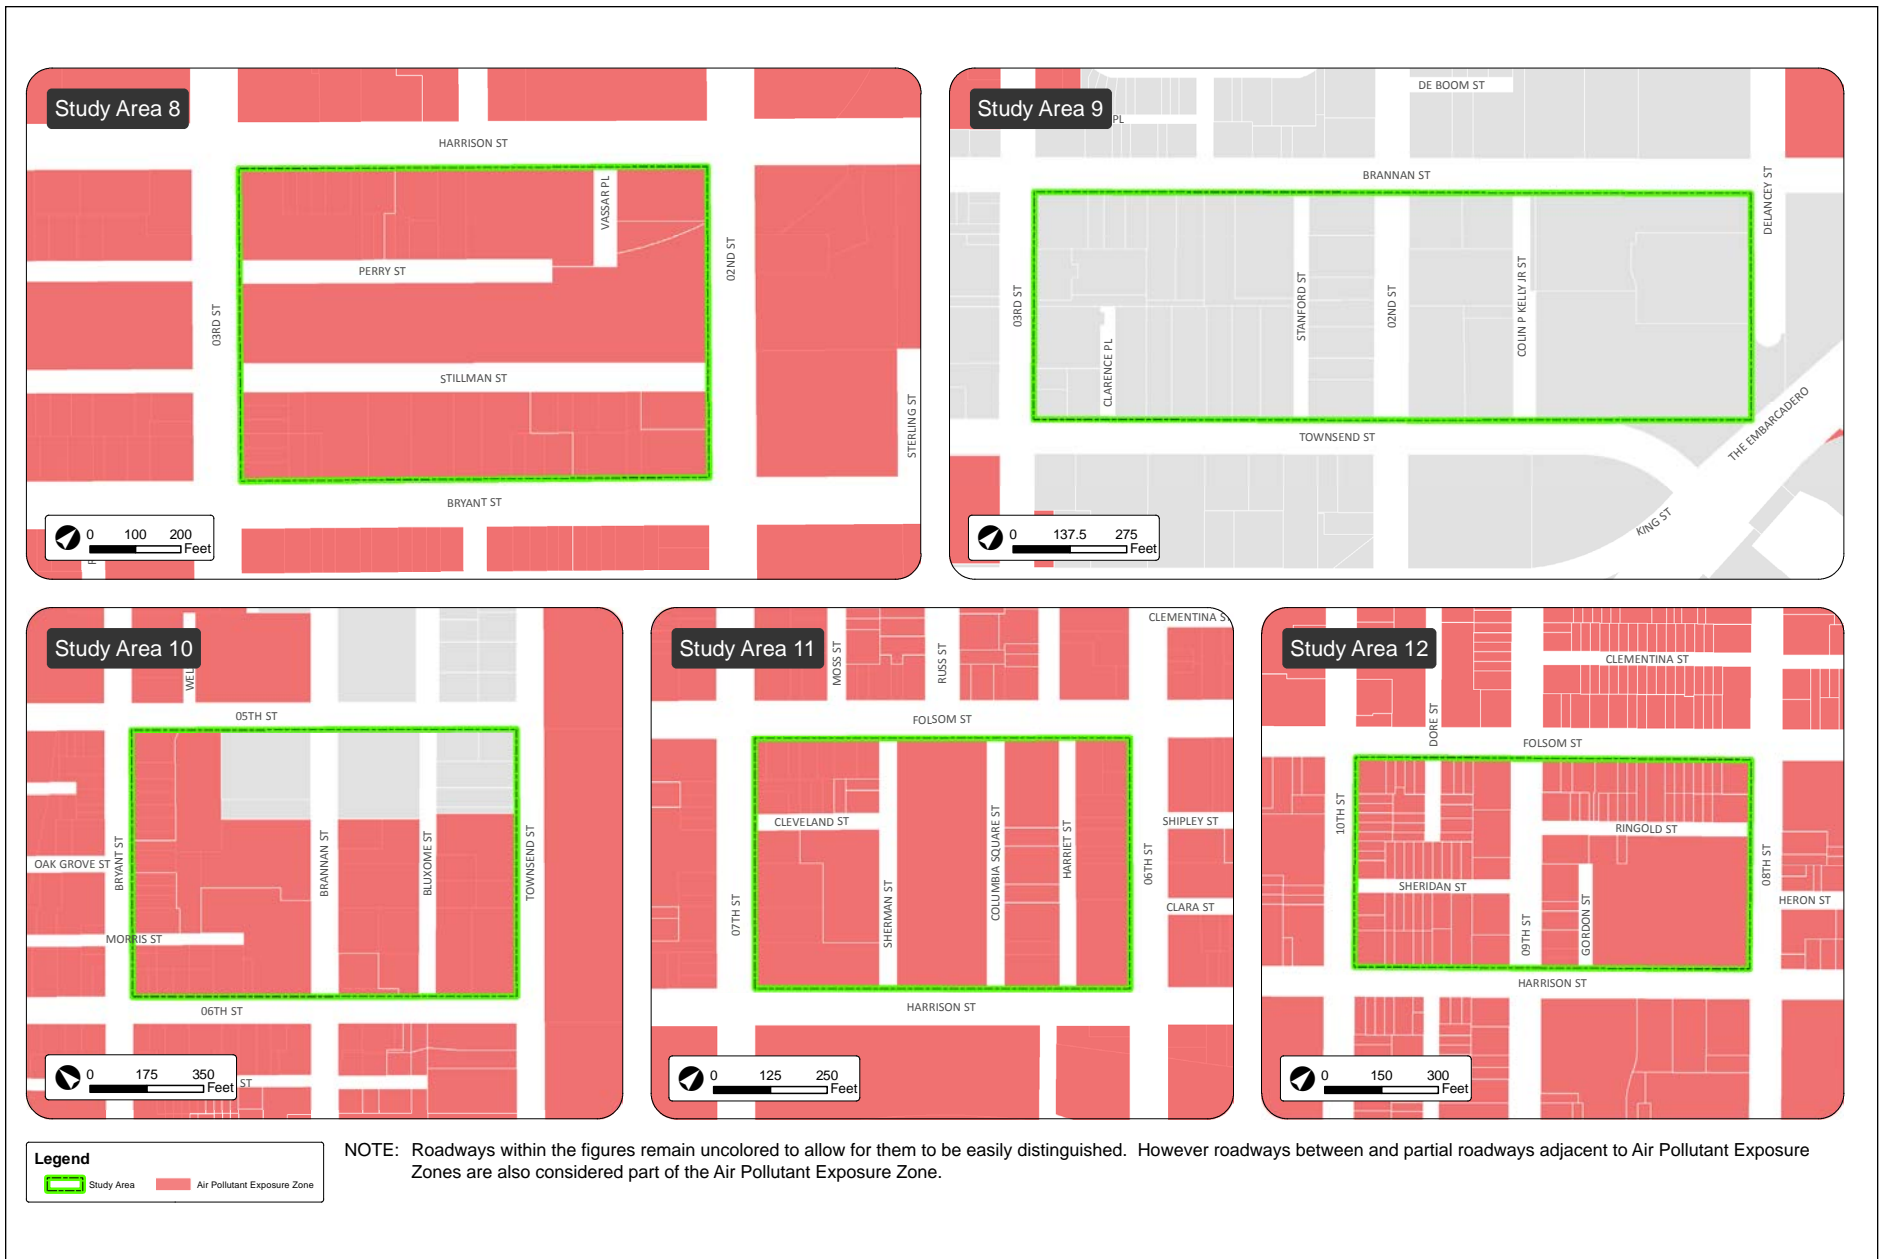 Study Area 8
HARRISON ST
VASSAR PL
02ND ST
PERRY ST
03RD ST
STILLMAN ST
STERLING ST
BRYANT ST
0 100 200
Feet
Study Area 9
DE BOOM ST
PL
BRANNAN ST
DELANCEY ST
03RD ST
STANFORD ST
02ND ST
COLIN P KELLY JR ST
CLARENCE PL
TOWNSEND ST
THE EMBARCADERO
KING ST
0 137.5 275
Feet
Study Area 10
WEL
05TH ST
OAK GROVE ST
BRYANT ST
BRANNAN ST
BLUXOME ST
TOWNSEND ST
MORRIS ST
06TH ST
ST
0 175 350
Feet
Study Area 11
MOSS ST
RUSS ST
CLEMENTINA ST
FOLSOM ST
CLEVELAND ST
SHERMAN ST
COLUMBIA SQUARE ST
HARRIET ST
06TH ST
SHIPLEY ST
CLARA ST
07TH ST
HARRISON ST
0 125 250
Feet
Study Area 12
CLEMENTINA ST
DORE ST
FOLSOM ST
10TH ST
RINGOLD ST
SHERIDAN ST
09TH ST
GORDON ST
08TH ST
HERON ST
HARRISON ST
0 150 300
Feet
Legend
Study Area
Air Pollutant Exposure Zone
NOTE: Roadways within the figures remain uncolored to allow for them to be easily distinguished. However roadways between and partial roadways adjacent to Air Pollutant Exposure
Zones are also considered part of the Air Pollutant Exposure Zone.